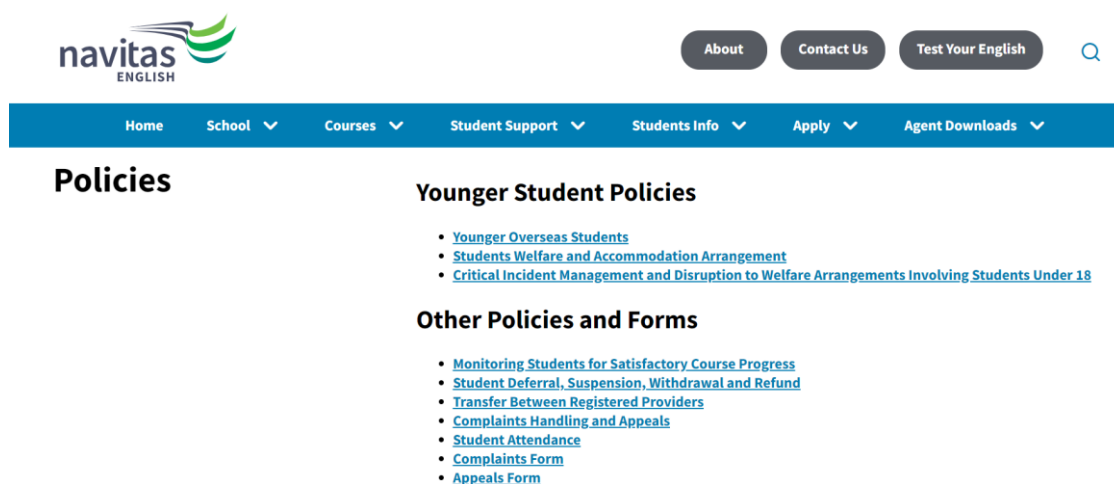 navitas
ENGLISH
About
Contact Us
Test Your English
Home
School
Courses
Student Support
Students Info
Apply
Agent Downloads
Policies
Younger Student Policies
Younger Overseas Students
Students Welfare and Accommodation Arrangement
Critical Incident Management and Disruption to Welfare Arrangements Involving Students Under 18
Other Policies and Forms
Monitoring Students for Satisfactory Course Progress
Student Deferral, Suspension, Withdrawal and Refund
Transfer Between Registered Providers
Complaints Handling and Appeals
Student Attendance
Complaints Form
Appeals Form